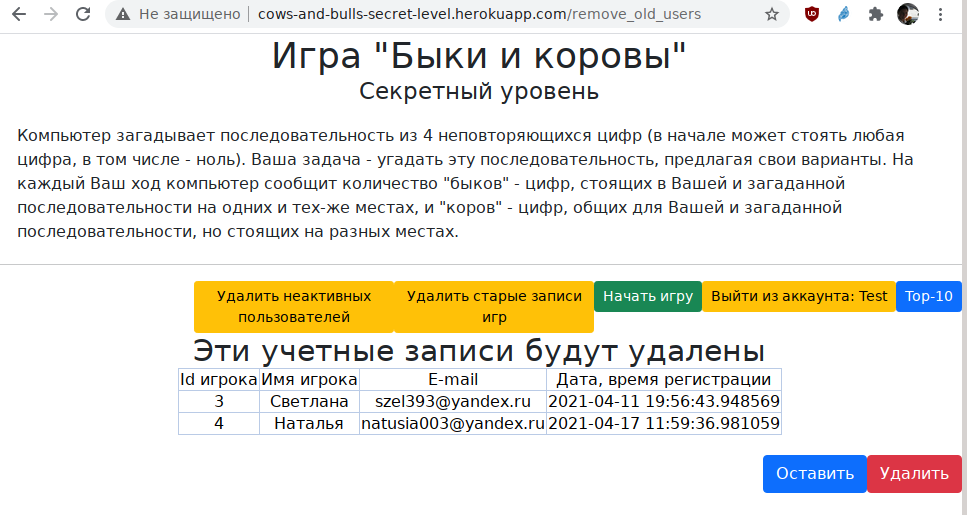 Не защищено | cows-and-bulls-secret-level.herokuapp.com/remove_old_users
Игра "Быки и коровы"
Секретный уровень
Компьютер загадывает последовательность из 4 неповторяющихся цифр (в начале может стоять любая
цифра, в том числе - ноль). Ваша задача - угадать эту последовательность, предлагая свои варианты. На
каждый Ваш ход компьютер сообщит количество "быков" - цифр, стоящих в Вашей и загаданной
последовательности на одних и тех-же местах, и "коров" - цифр, общих для Вашей и загаданной
последовательности, но стоящих на разных местах.
Удалить неактивных
пользователей
Удалить старые записи
игр
Начать игру
Выйти из аккаунта: Test
Top-10
Эти учетные записи будут удалены
Id игрока Имя игрока E-mail Дата, время регистрации
3 Светлана szel393@yandex.ru 2021-04-11 19:56:43.948569
4 Наталья natusia003@yandex.ru 2021-04-17 11:59:36.981059
Оставить Удалить